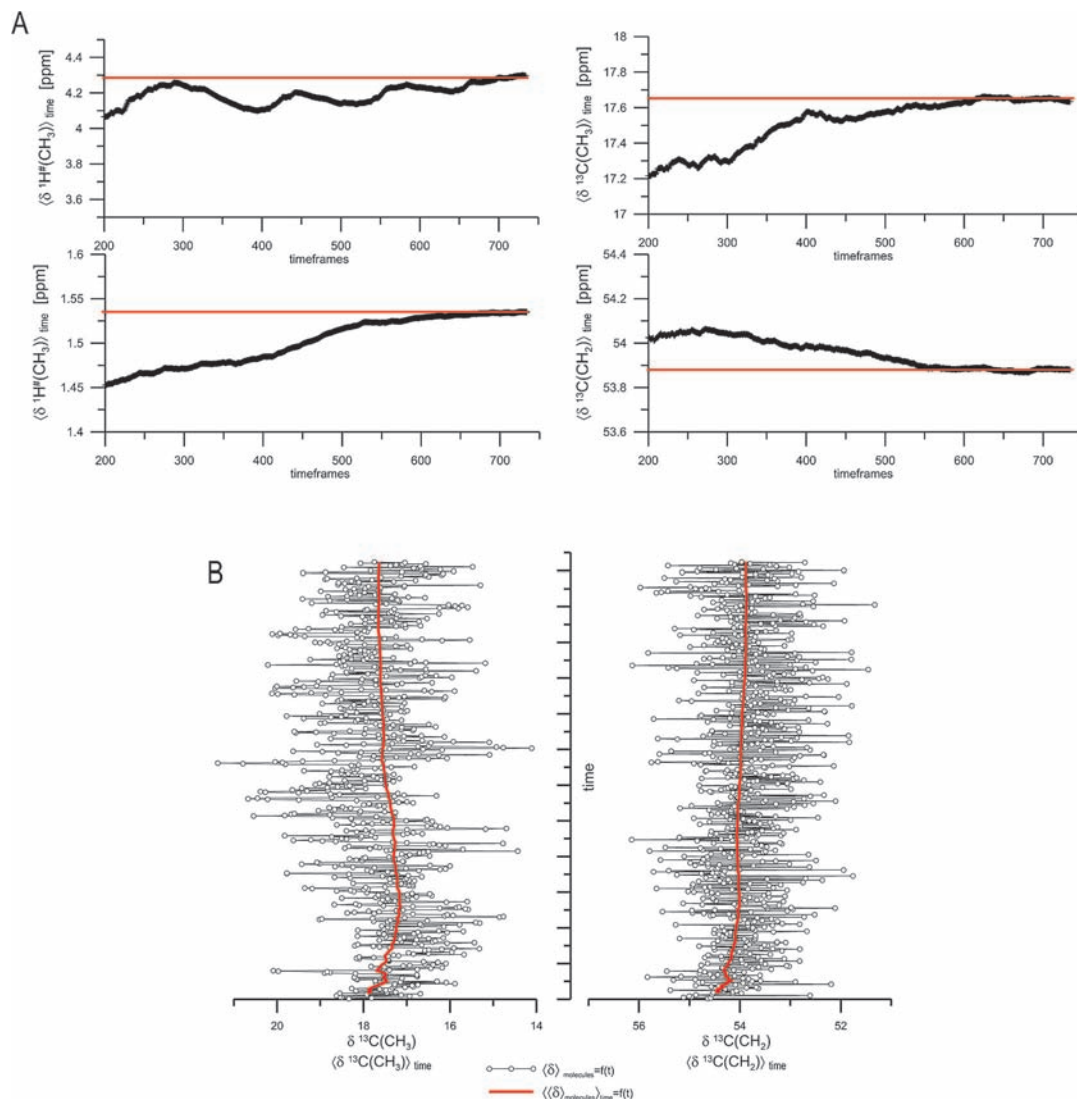 A
⟨δ ¹H#(CH₃)⟩ time [ppm]
4.4
4.2
4
3.8
3.6
200 300 400 500 600 700
timeframes
⟨δ ¹³C(CH₃)⟩ time [ppm]
18
17.8
17.6
17.4
17.2
17
200 300 400 500 600 700
timeframes
⟨δ ¹H#(CH₃)⟩ time [ppm]
1.6
1.55
1.5
1.45
1.4
200 300 400 500 600 700
timeframes
⟨δ ¹³C(CH₂)⟩ time [ppm]
54.4
54.2
54
53.8
53.6
200 300 400 500 600 700
timeframes
B
time
20 18 16 14
δ ¹³C(CH₃)
⟨δ ¹³C(CH₃)⟩ time
56 54 52
δ ¹³C(CH₂)
⟨δ ¹³C(CH₂)⟩ time
⟨δ⟩ molecules=f(t)
⟨⟨δ⟩molecules⟩time=f(t)